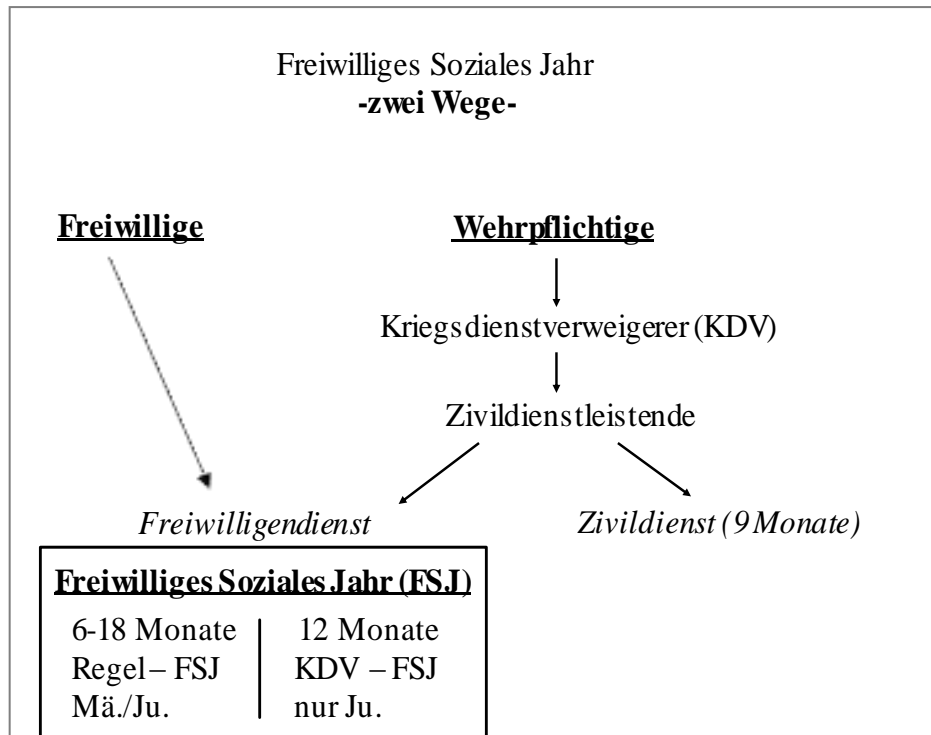 Freiwilliges Soziales Jahr
-zwei Wege-
Freiwillige
Wehrpflichtige
Kriegsdienstverweigerer (KDV)
Zivildienstleistende
Freiwilligendienst
Zivildienst (9 Monate)
Freiwilliges Soziales Jahr (FSJ)
6-18 Monate
Regel – FSJ
Mä./Ju.
12 Monate
KDV – FSJ
nur Ju.